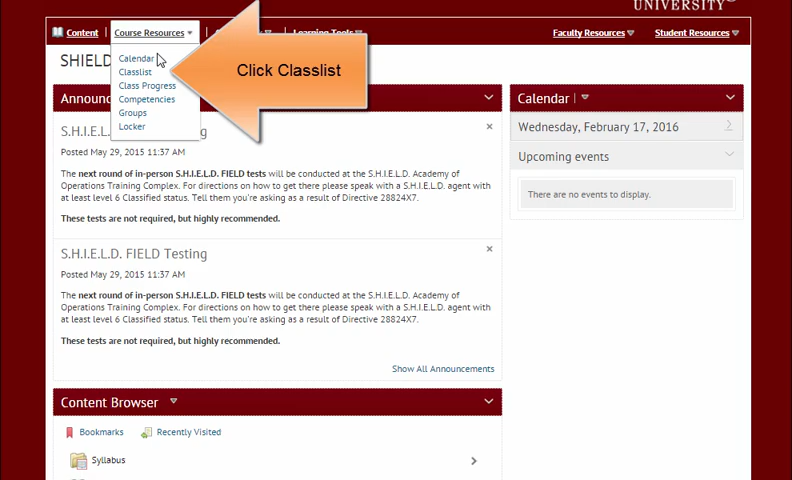 UNIVERSITY
Content
Course Resources
Learning Tools
Faculty Resources
Student Resources
SHIELD
Calendar
Classlist
Class Progress
Competencies
Groups
Locker
Click Classlist
S.H.I.E.L.
Posted May 29, 2015 11:37 AM
The next round of in-person S.H.I.E.L.D. FIELD tests will be conducted at the S.H.I.E.L.D. Academy of
Operations Training Complex. For directions on how to get there please speak with a S.H.I.E.L.D. agent with
at least level 6 Classified status. Tell them you're asking as a result of Directive 28824X7.
These tests are not required, but highly recommended.
S.H.I.E.L.D. FIELD Testing
Posted May 29, 2015 11:37 AM
The next round of in-person S.H.I.E.L.D. FIELD tests will be conducted at the S.H.I.E.L.D. Academy of
Operations Training Complex. For directions on how to get there please speak with a S.H.I.E.L.D. agent with
at least level 6 Classified status. Tell them you're asking as a result of Directive 28824X7.
These tests are not required, but highly recommended.
Show All Announcements
Content Browser
Bookmarks
Recently Visited
Syllabus
Calendar
Wednesday, February 17, 2016
Upcoming events
There are no events to display.